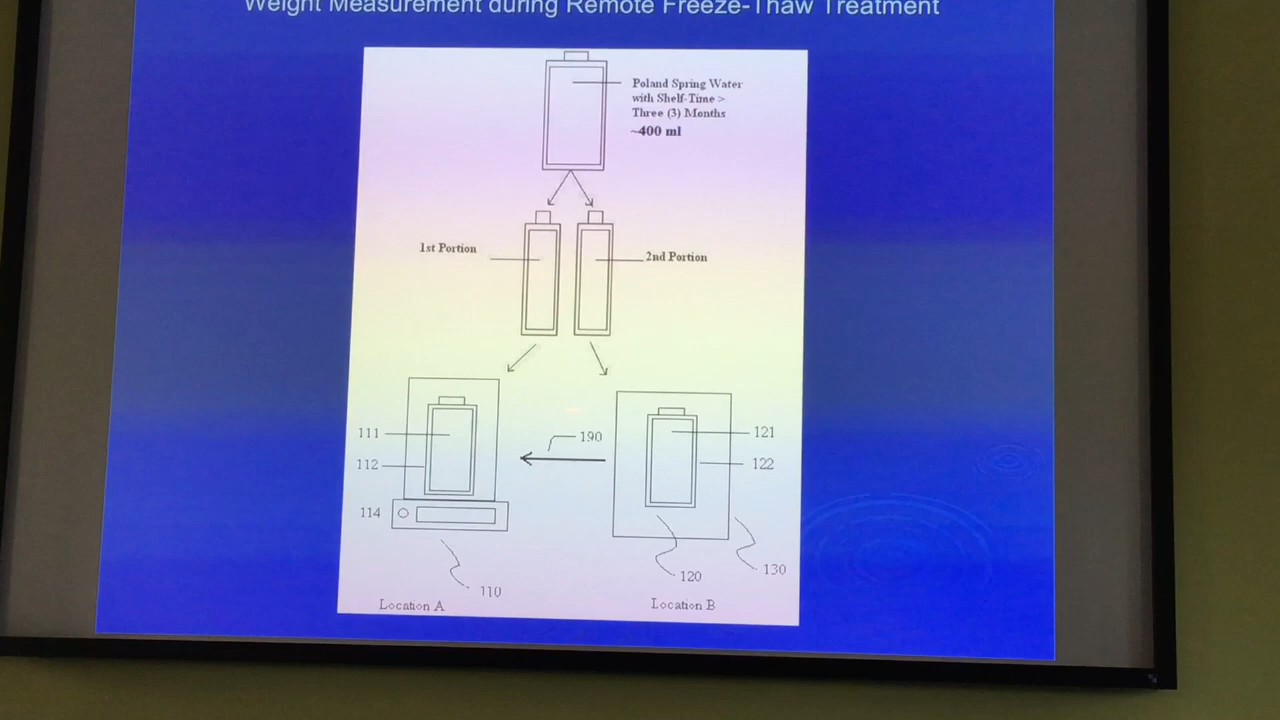 Weight Measurement during Remote Freeze-Thaw Treatment
Poland Spring Water
with Shelf-Time >
Three (3) Months
~400 ml
1st Portion
2nd Portion
111
112
114
190
121
122
110
120
130
Location A
Location B